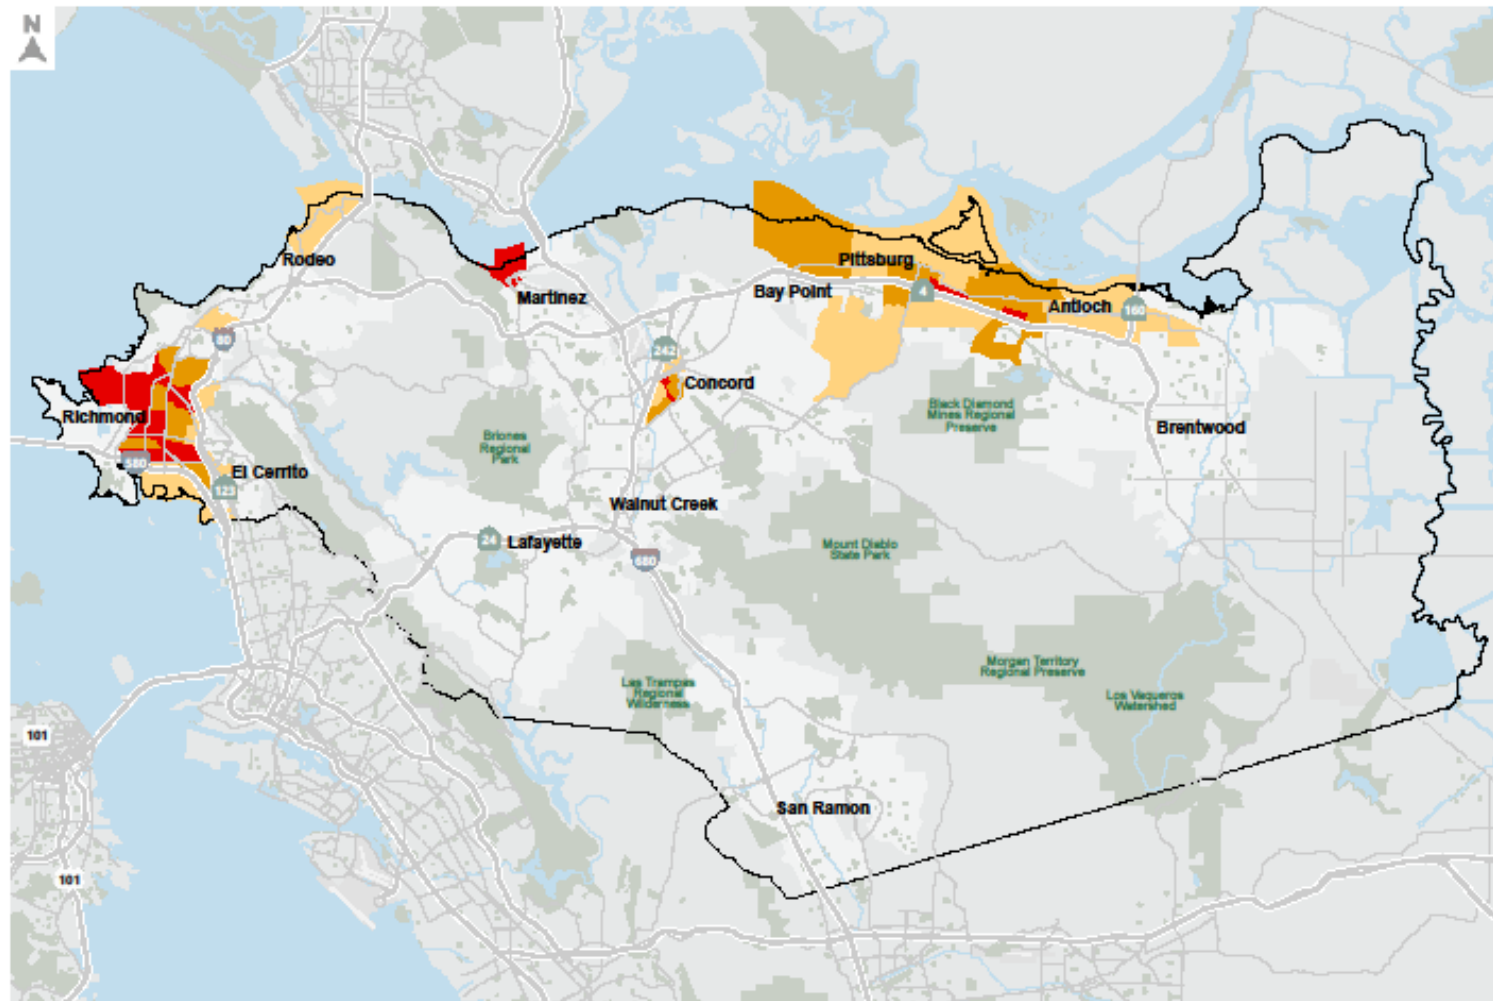 N
Rodeo
Martinez
Pittsburg
Bay Point
4
Antioch
160
80
242
Concord
Richmond
Black Diamond
Mines Regional
Preserve
Brentwood
Briones
Regional
Park
580
El Cerrito
123
Walnut Creek
24
Lafayette
Mount Diablo
State Park
680
Morgan Territory
Regional Preserve
Las Trampas
Regional
Wilderness
Los Vaqueros
Watershed
101
San Ramon
101